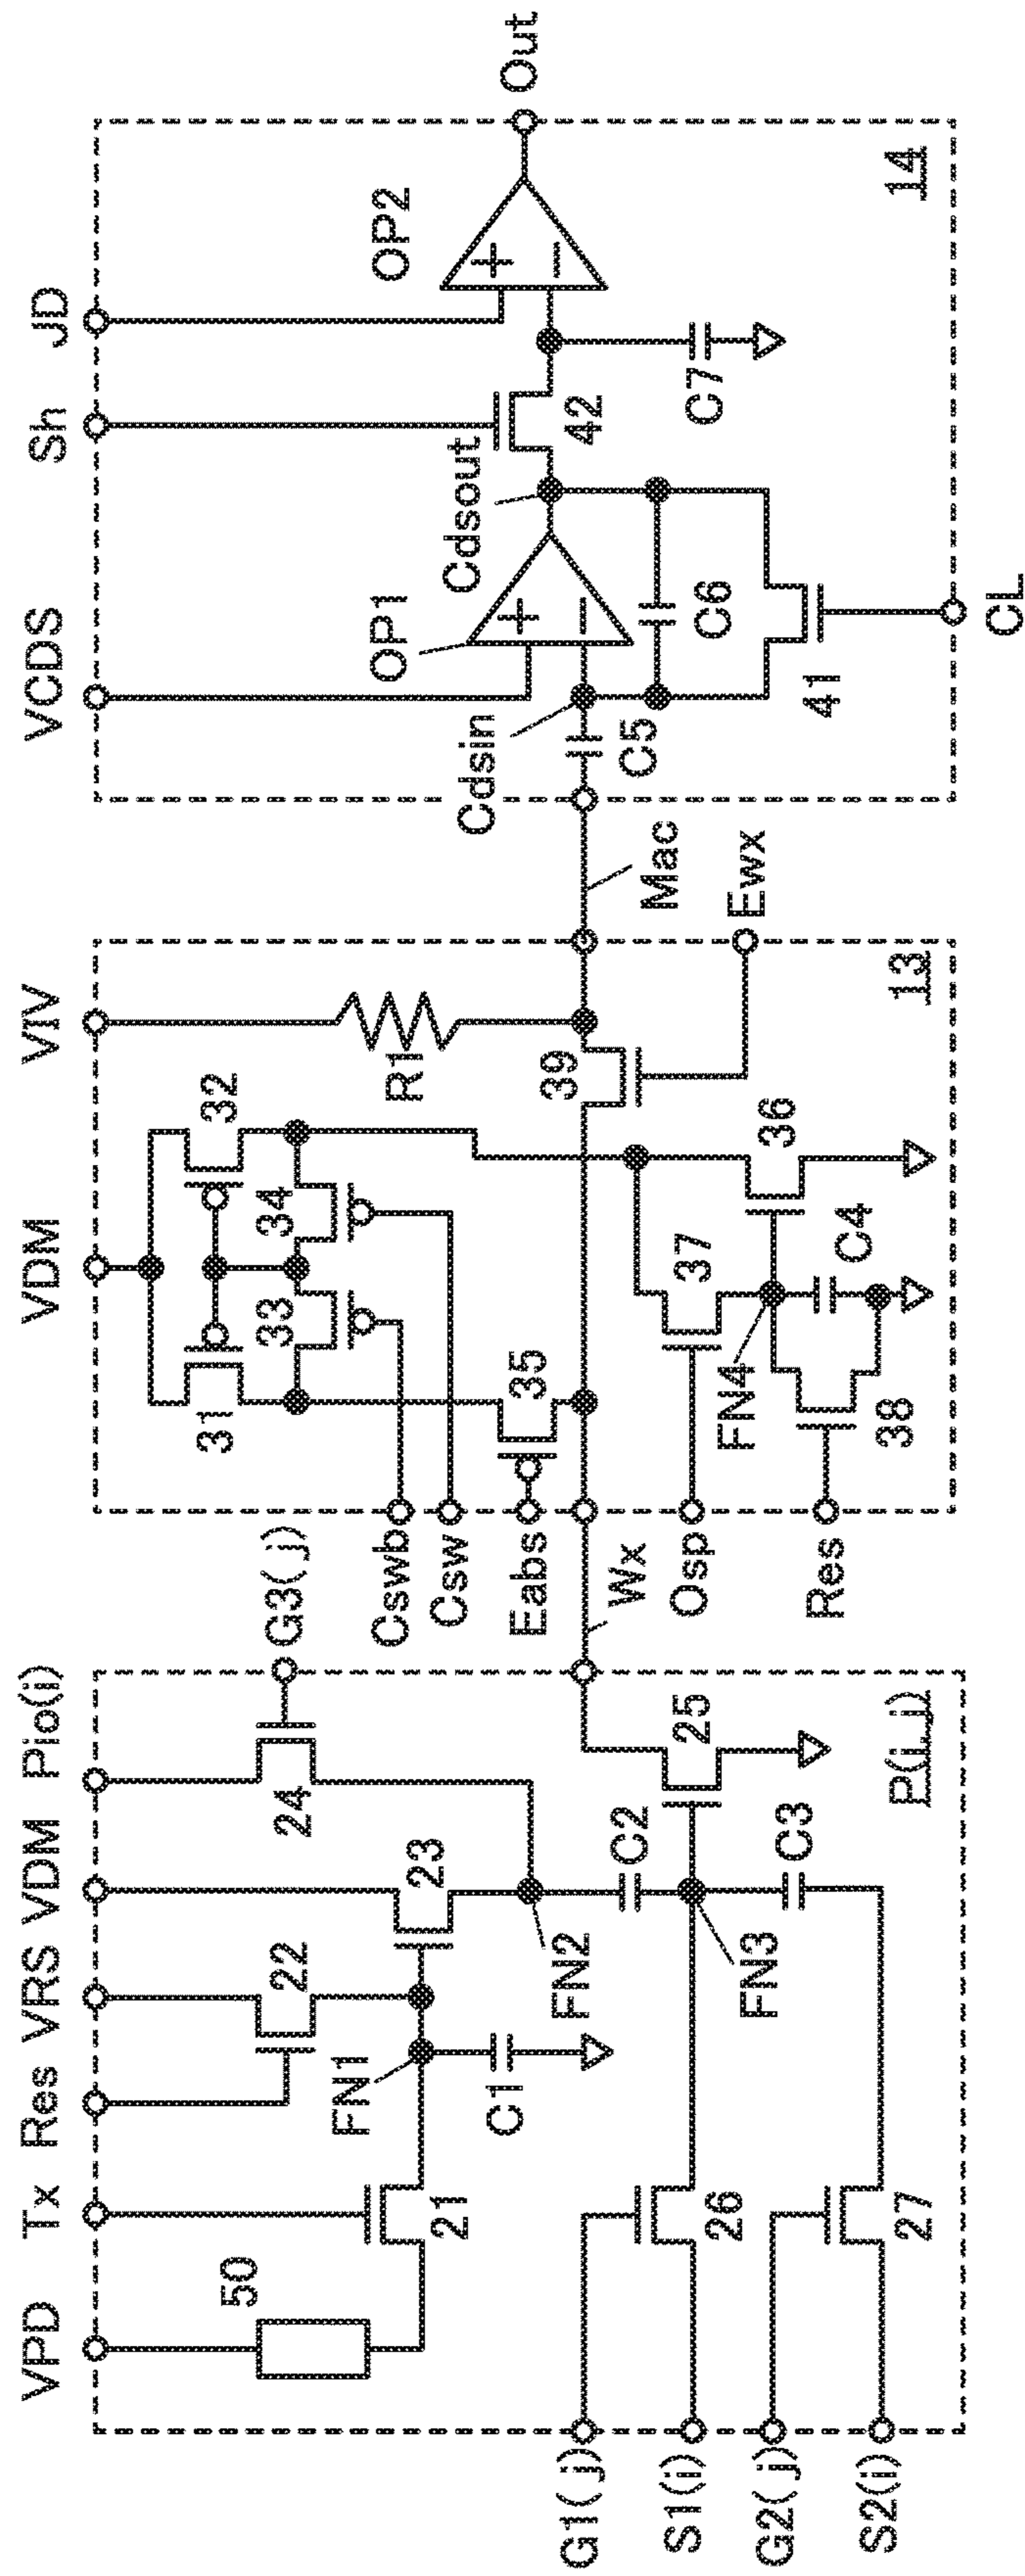 VPD
Tx
Res
VRS
VDM
Pio(i)
50
21
22
FN1
C1
23
24
G3(j)
FN2
C2
FN3
C3
25
26
27
G1(j)
S1(i)
G2(j)
S2(i)
P(i,j)
Wx
VDM
VIV
31
32
33
34
Cswb
Csw
Eabs
35
Osp
Res
37
FN4
38
C4
36
39
R1
Ewx
13
Mac
VCDS
Sh
JD
Cdsin
C5
OP1
Cdsout
C6
41
CL
42
C7
OP2
14
Out